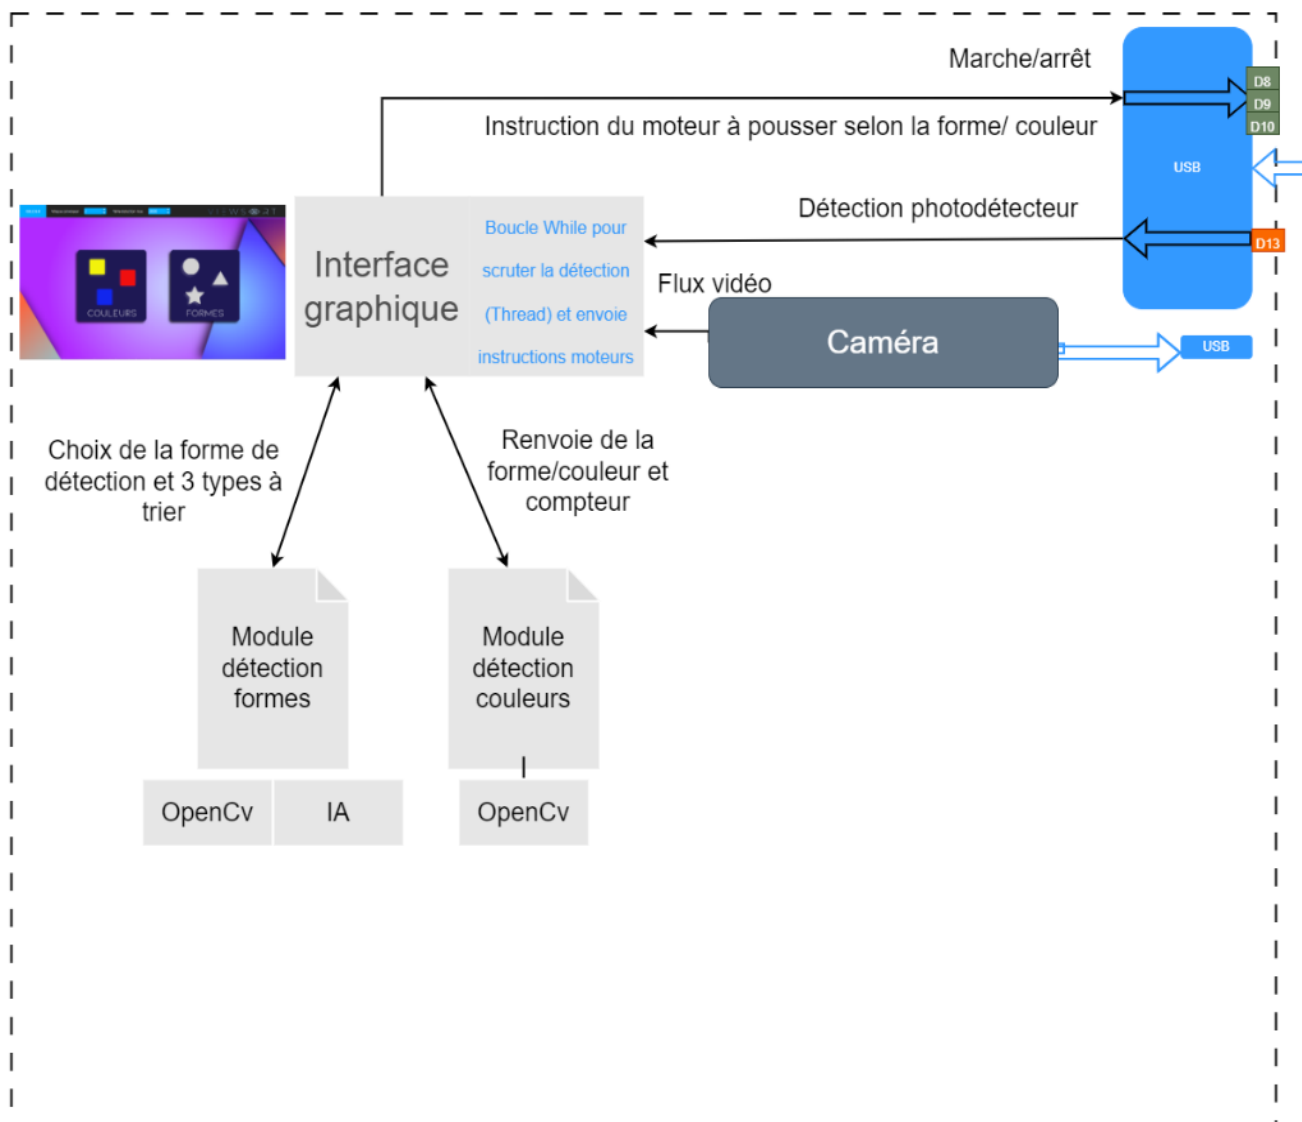 Marche/arrêt
D8
D9
Instruction du moteur à pousser selon la forme/ couleur
D10
USB
Détection photodétecteur
D13
Interface
graphique
Boucle While pour
scruter la détection
(Thread) et envoie
instructions moteurs
Flux vidéo
Caméra
USB
COULEURS
FORMES
Choix de la forme de
détection et 3 types à
trier
Renvoie de la
forme/couleur et
compteur
Module
détection
formes
Module
détection
couleurs
OpenCv
IA
OpenCv